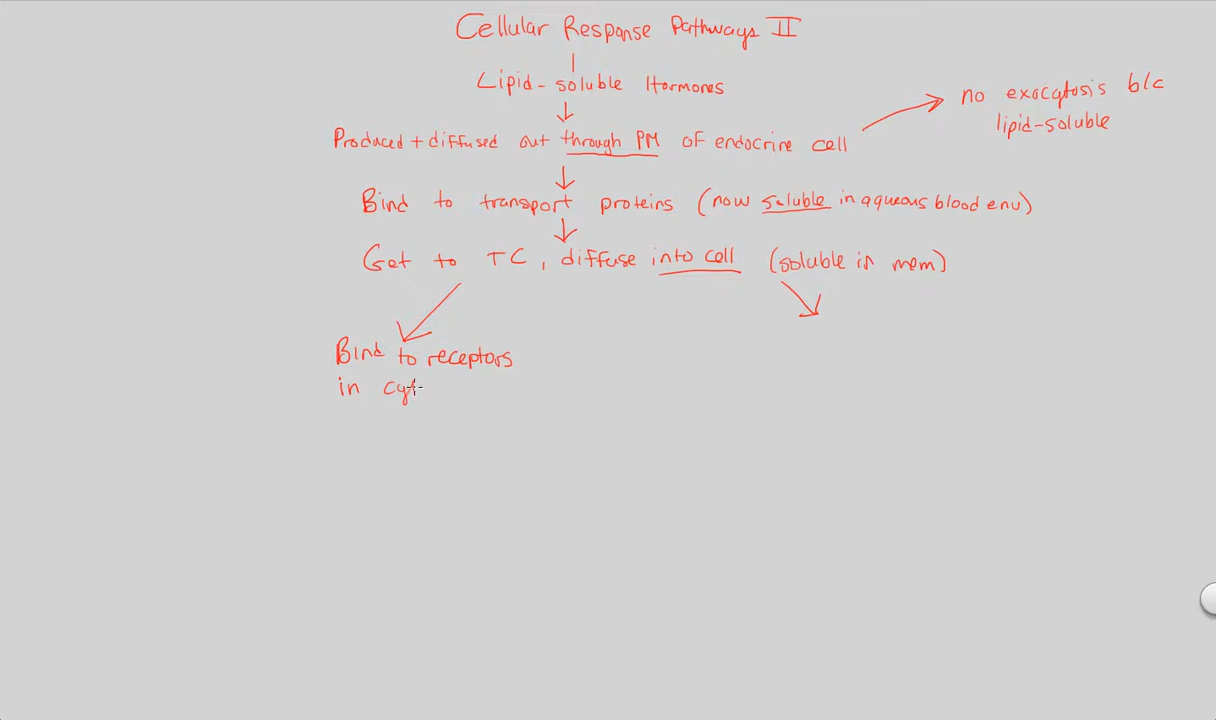 Cellular Response Pathways II
Lipid-soluble Hormones
no exocytosis b/c
lipid-soluble
Produced + diffused out through PM of endocrine cell
Bind to transport proteins (now soluble in aqueous blood env)
Get to TC, diffuse into cell (soluble in mem)
Bind to receptors
in cyt